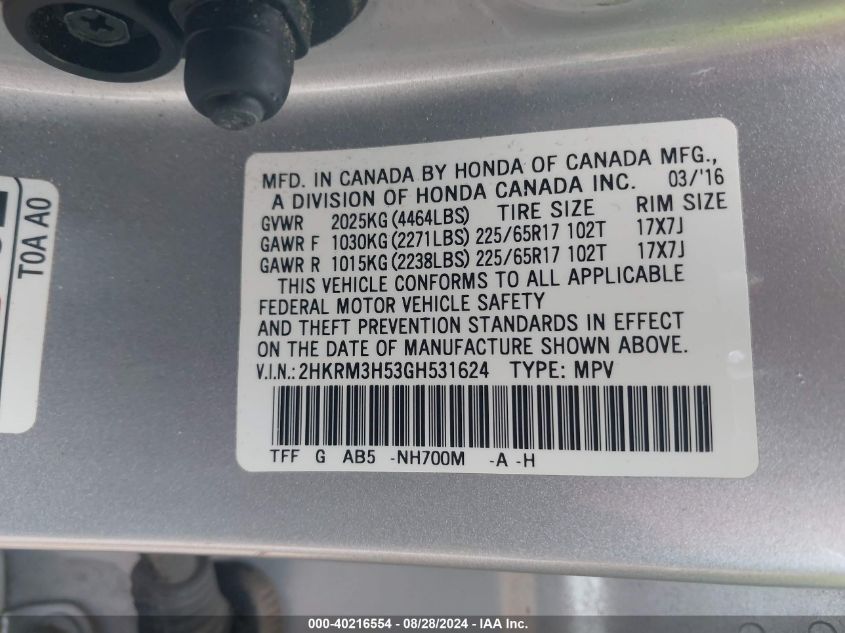 MFD. IN CANADA BY HONDA OF CANADA MFG.,
A DIVISION OF HONDA CANADA INC. 03/'16
GVWR 2025KG (4464LBS) TIRE SIZE RIM SIZE
GAWR F 1030KG (2271LBS) 225/65R17 102T 17X7J
GAWR R 1015KG (2238LBS) 225/65R17 102T 17X7J
THIS VEHICLE CONFORMS TO ALL APPLICABLE
FEDERAL MOTOR VEHICLE SAFETY
AND THEFT PREVENTION STANDARDS IN EFFECT
ON THE DATE OF MANUFACTURE SHOWN ABOVE.
V.I.N.: 2HKRM3H53GH531624 TYPE: MPV
TFF G AB5 -NH700M -A -H
T0A A0
000-40216554 - 08/28/2024 - IAA Inc.